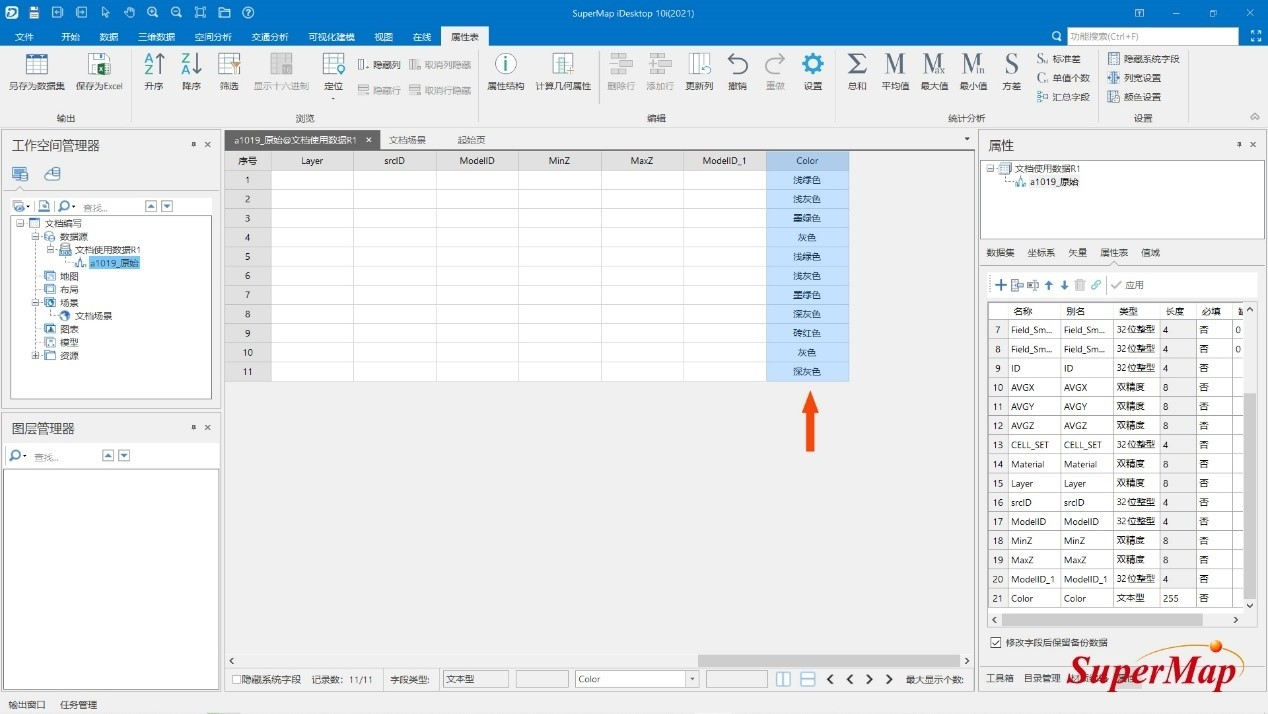 SuperMap iDesktop 10i(2021)
文件 开始 数据 三维数据 空间分析 交通分析 可视化建模 视图 在线 属性表 功能搜索(Ctrl+F)
另存为数据集 保存为Excel 升序 降序 筛选 显示十六进制 定位 隐藏列 取消列隐藏 属性结构 计算几何属性 删除行 添加行 更新列 撤销 重做 设置 总和 平均值 最大值 最小值 方差 标准差 隐藏系统字段
隐藏行 取消行隐藏 单值个数 列宽设置
汇总字段 颜色设置
输出 浏览 编辑 统计分析 设置
工作空间管理器
查找...
文档编写
数据源
文档使用数据R1
a1019_原始
地图
布局
场景
文档场景
图表
模型
资源
图层管理器
查找...
a1019_原始@文档使用数据R1 文档场景 起始页
序号 Layer srcID ModelID MinZ MaxZ ModelID_1 Color
1 浅绿色
2 浅灰色
3 墨绿色
4 灰色
5 浅绿色
6 浅灰色
7 墨绿色
8 深灰色
9 砖红色
10 灰色
11 深灰色
隐藏系统字段 记录数: 11/11 字段类型: 文本型 Color 最大显示个数:
属性
文档使用数据R1
a1019_原始
数据集 坐标系 矢量 属性表 值域
应用
名称 别名 类型 长度 必填
7 Field_Sm... Field_Sm... 32位整型 4 否 0
8 Field_Sm... Field_Sm... 32位整型 4 否 0
9 ID ID 32位整型 4 否
10 AVGX AVGX 双精度 8 否
11 AVGY AVGY 双精度 8 否
12 AVGZ AVGZ 双精度 8 否
13 CELL_SET CELL_SET 32位整型 4 否
14 Material Material 双精度 8 否
15 Layer Layer 双精度 8 否
16 srcID srcID 32位整型 4 否
17 ModelID ModelID 32位整型 4 否
18 MinZ MinZ 双精度 8 否
19 MaxZ MaxZ 双精度 8 否
20 ModelID_1 ModelID_1 32位整型 4 否
21 Color Color 文本型 255 否
修改字段后保留备份数据
工具箱 目录管理
SuperMap
输出窗口 任务管理